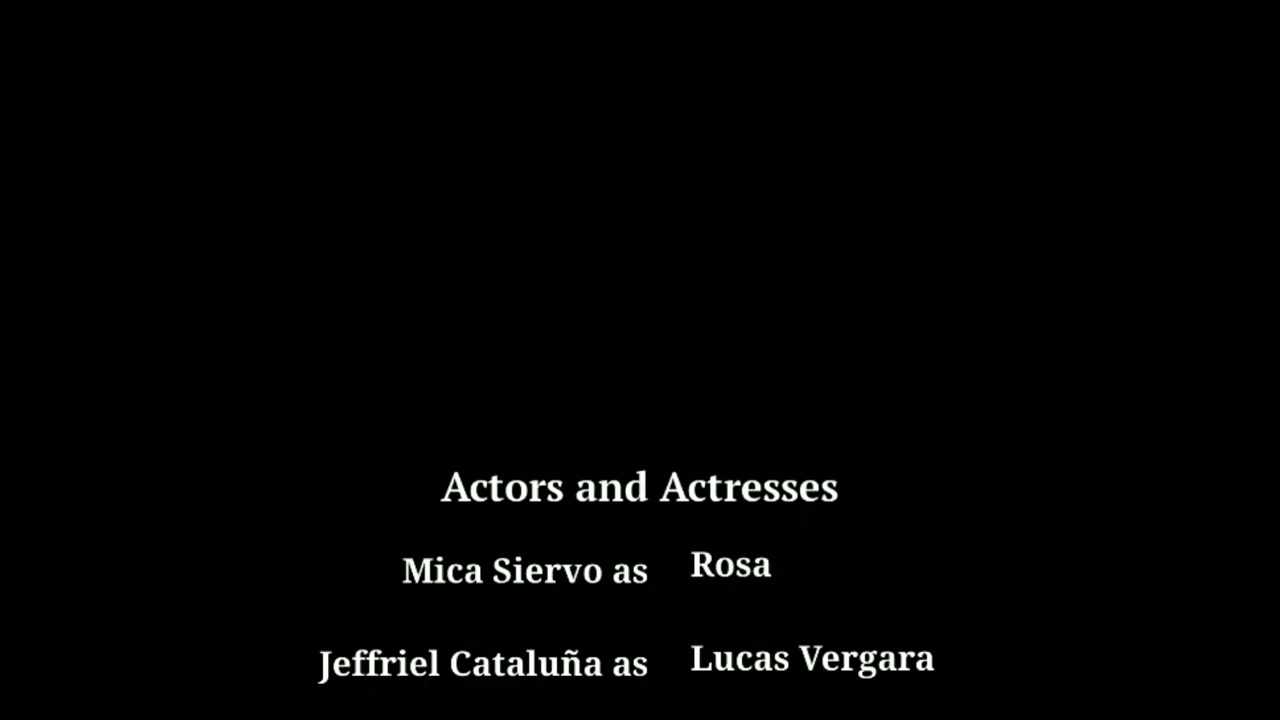 Actors and Actresses
Mica Siervo as Rosa
Jeffriel Cataluña as Lucas Vergara